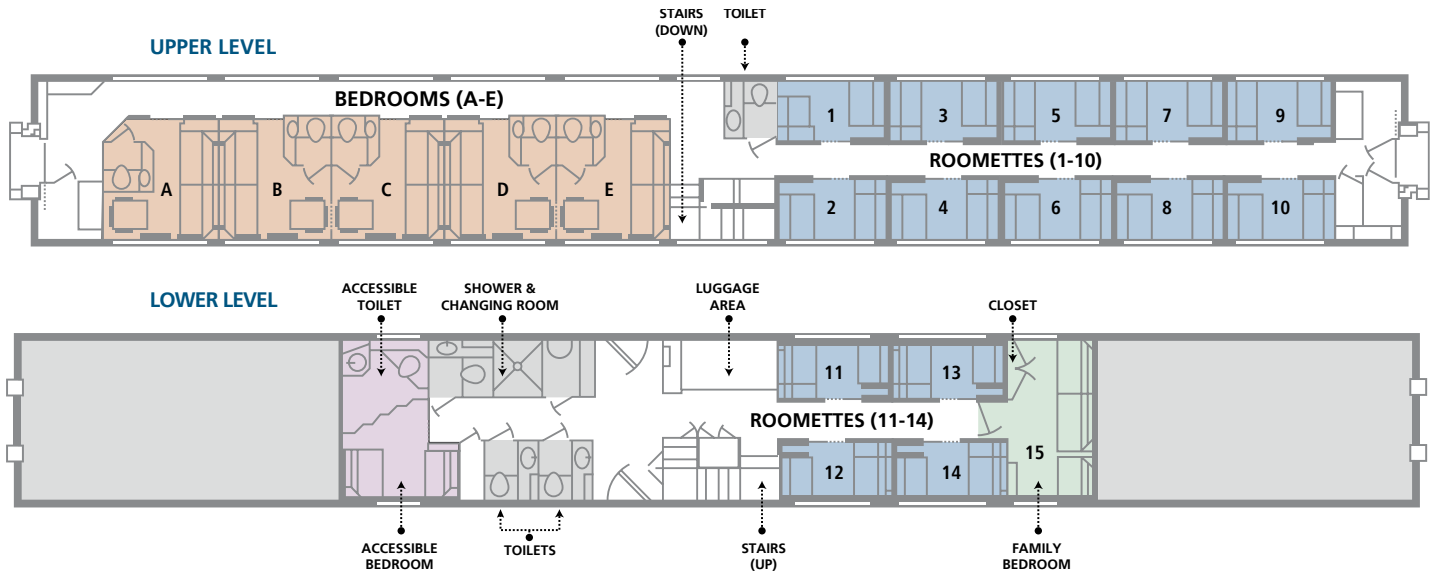 STAIRS
(DOWN)
TOILET
UPPER LEVEL
BEDROOMS (A-E)
A
B
C
D
E
1
3
5
7
9
ROOMETTES (1-10)
2
4
6
8
10
LOWER LEVEL
ACCESSIBLE
TOILET
SHOWER &
CHANGING ROOM
LUGGAGE
AREA
CLOSET
11
13
ROOMETTES (11-14)
12
14
15
ACCESSIBLE
BEDROOM
TOILETS
STAIRS
(UP)
FAMILY
BEDROOM